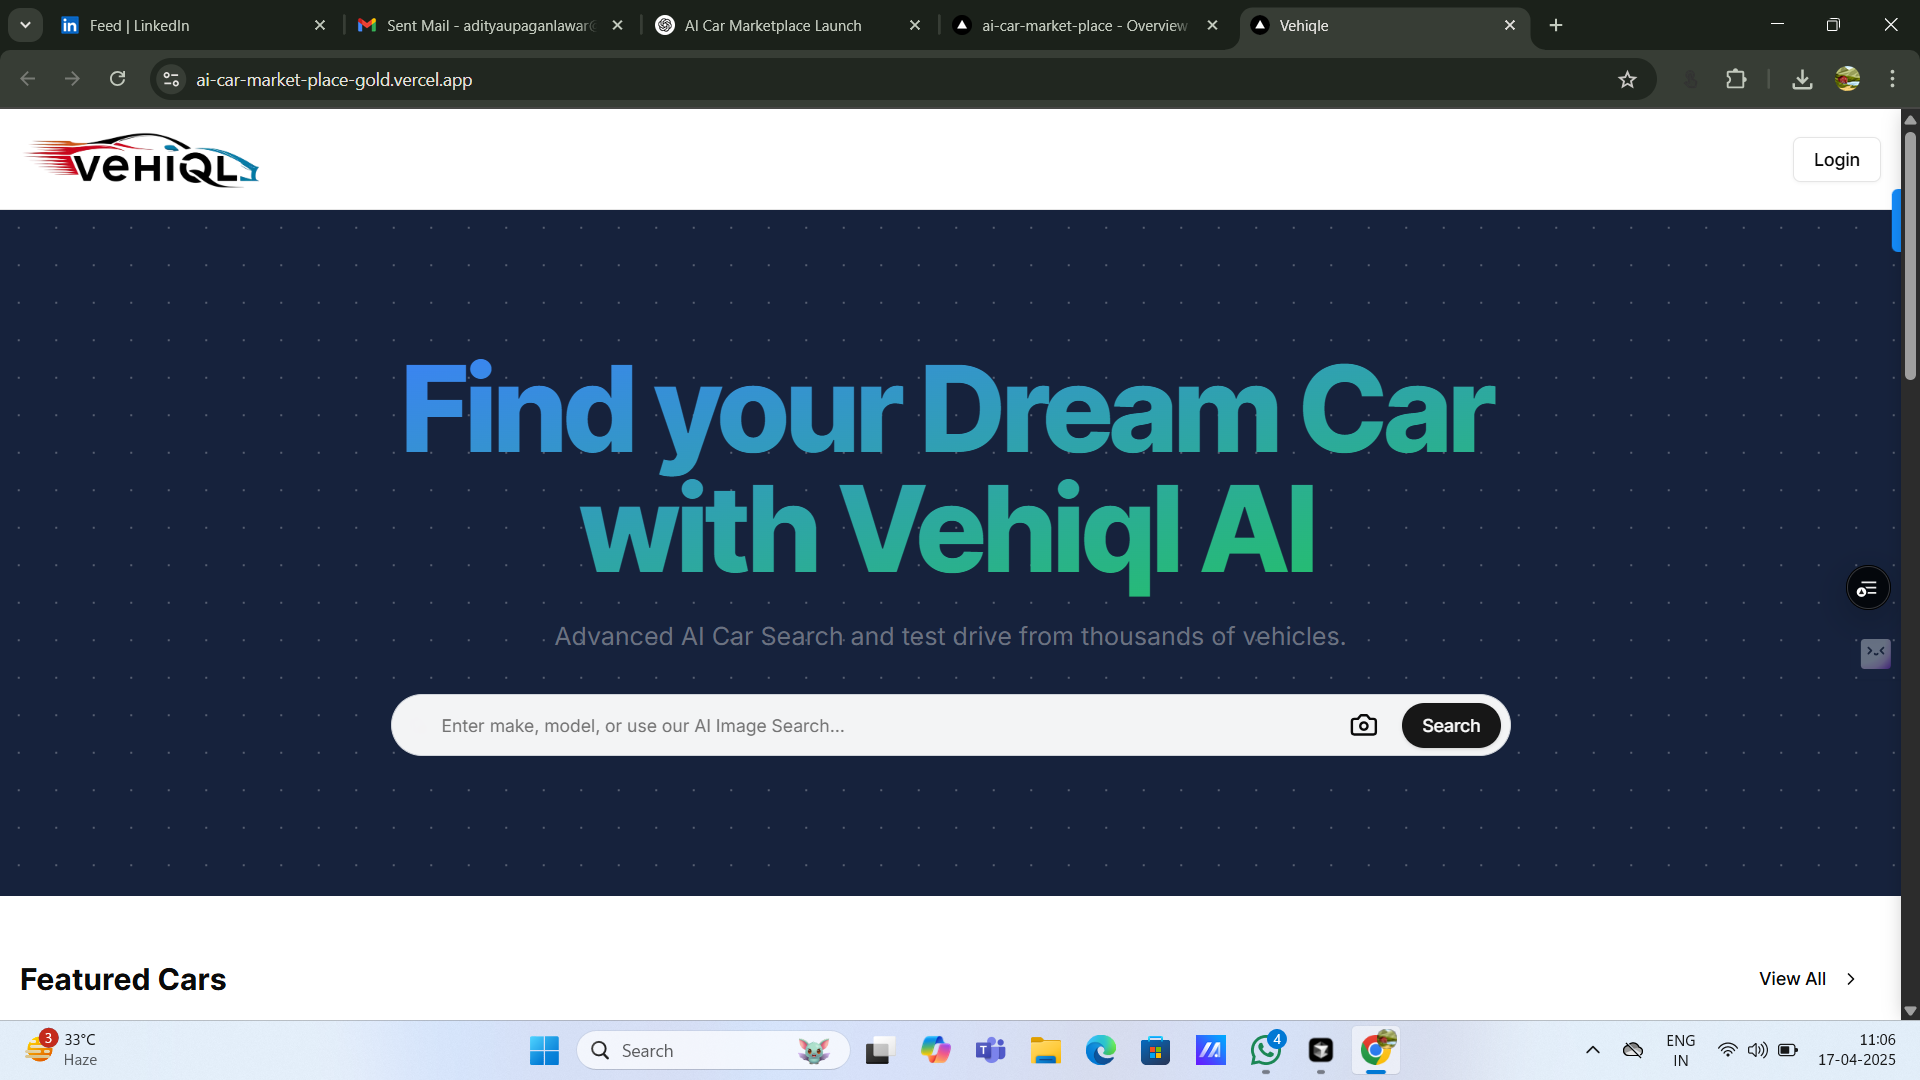 Feed | LinkedIn
Sent Mail - adityaupaganlawar@
AI Car Marketplace Launch
ai-car-market-place - Overview
Vehiqle
ai-car-market-place-gold.vercel.app
VEHIQL
Login
Find your Dream Car
with Vehiql AI
Advanced AI Car Search and test drive from thousands of vehicles.
Enter make, model, or use our AI Image Search...
Search
Featured Cars
View All
3
33°C
Haze
Search
4
ENG
IN
11:06
17-04-2025